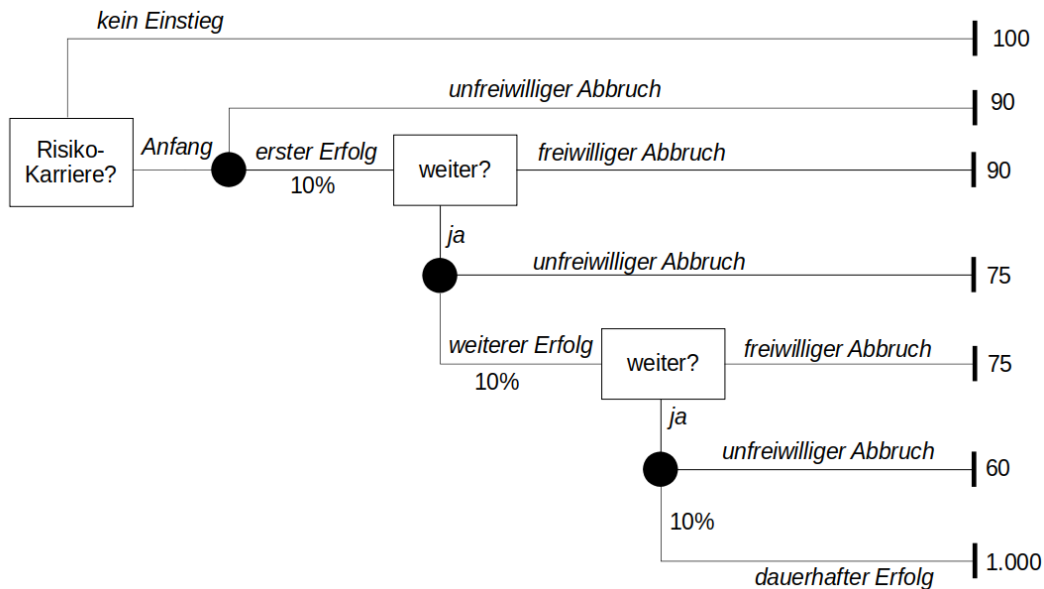 kein Einstieg
100
unfreiwilliger Abbruch
90
Risiko-
Karriere?
Anfang
erster Erfolg
10%
weiter?
freiwilliger Abbruch
90
ja
unfreiwilliger Abbruch
75
weiterer Erfolg
10%
weiter?
freiwilliger Abbruch
75
ja
unfreiwilliger Abbruch
60
10%
dauerhafter Erfolg
1.000